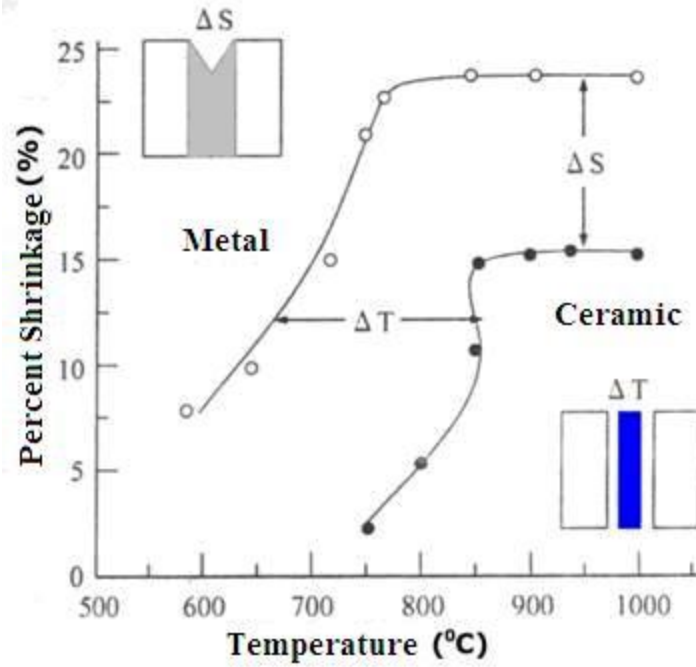 ΔS
25
20
15
10
5
0
Percent Shrinkage (%)
Metal
ΔS
ΔT
Ceramic
ΔT
500 600 700 800 900 1000
Temperature (⁰C)